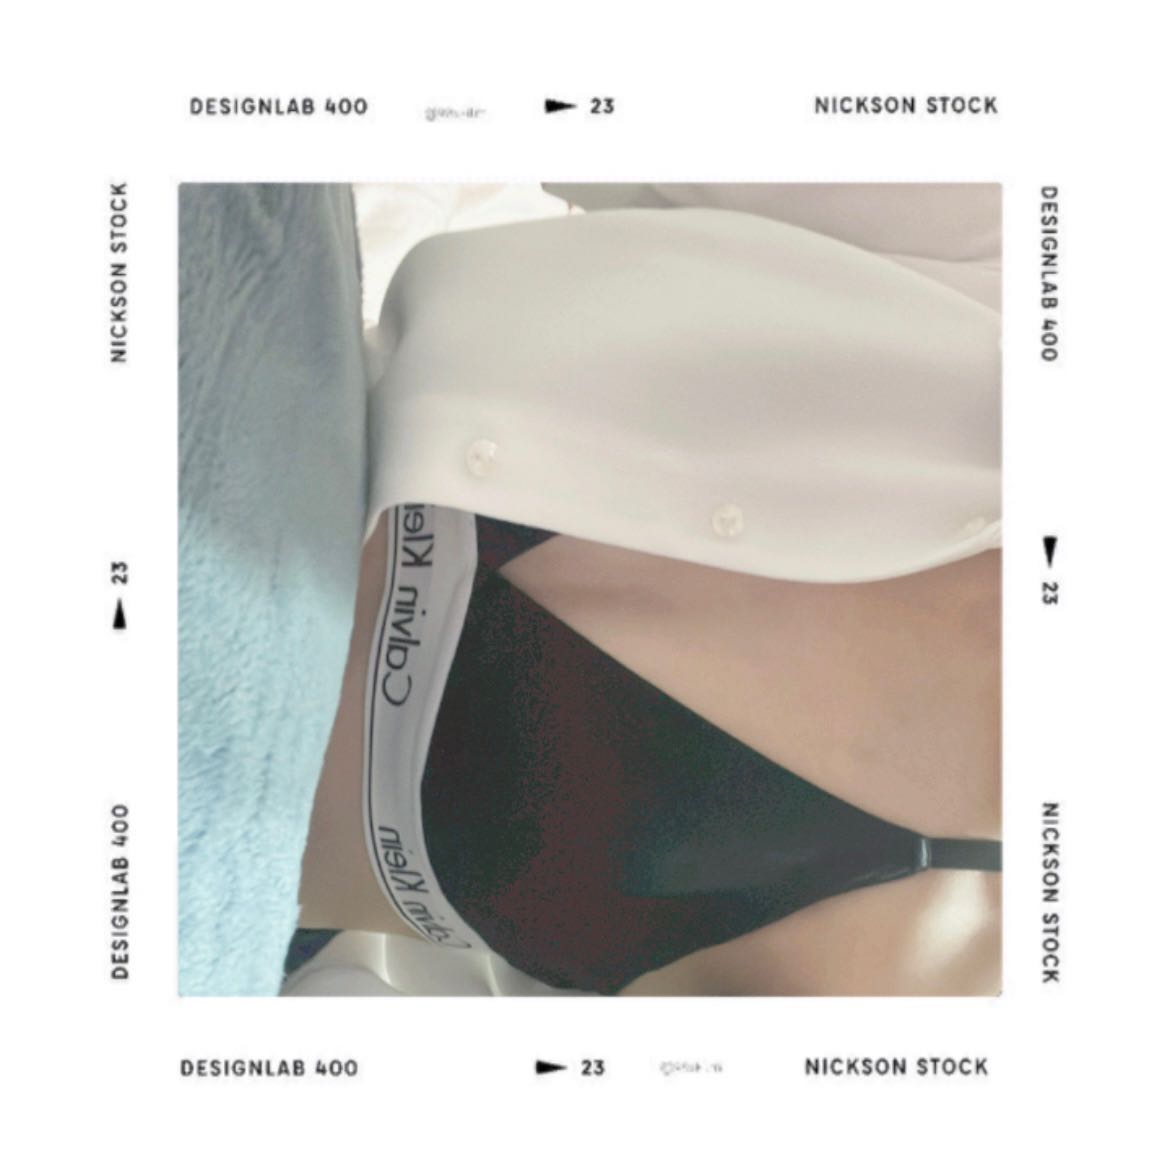 DESIGNLAB 400 ► 23 NICKSON STOCK
NICKSON STOCK
DESIGNLAB 400
Calvin Klei
23 ►
► 23
Calvin Klein
DESIGNLAB 400
NICKSON STOCK
DESIGNLAB 400 ► 23 NICKSON STOCK